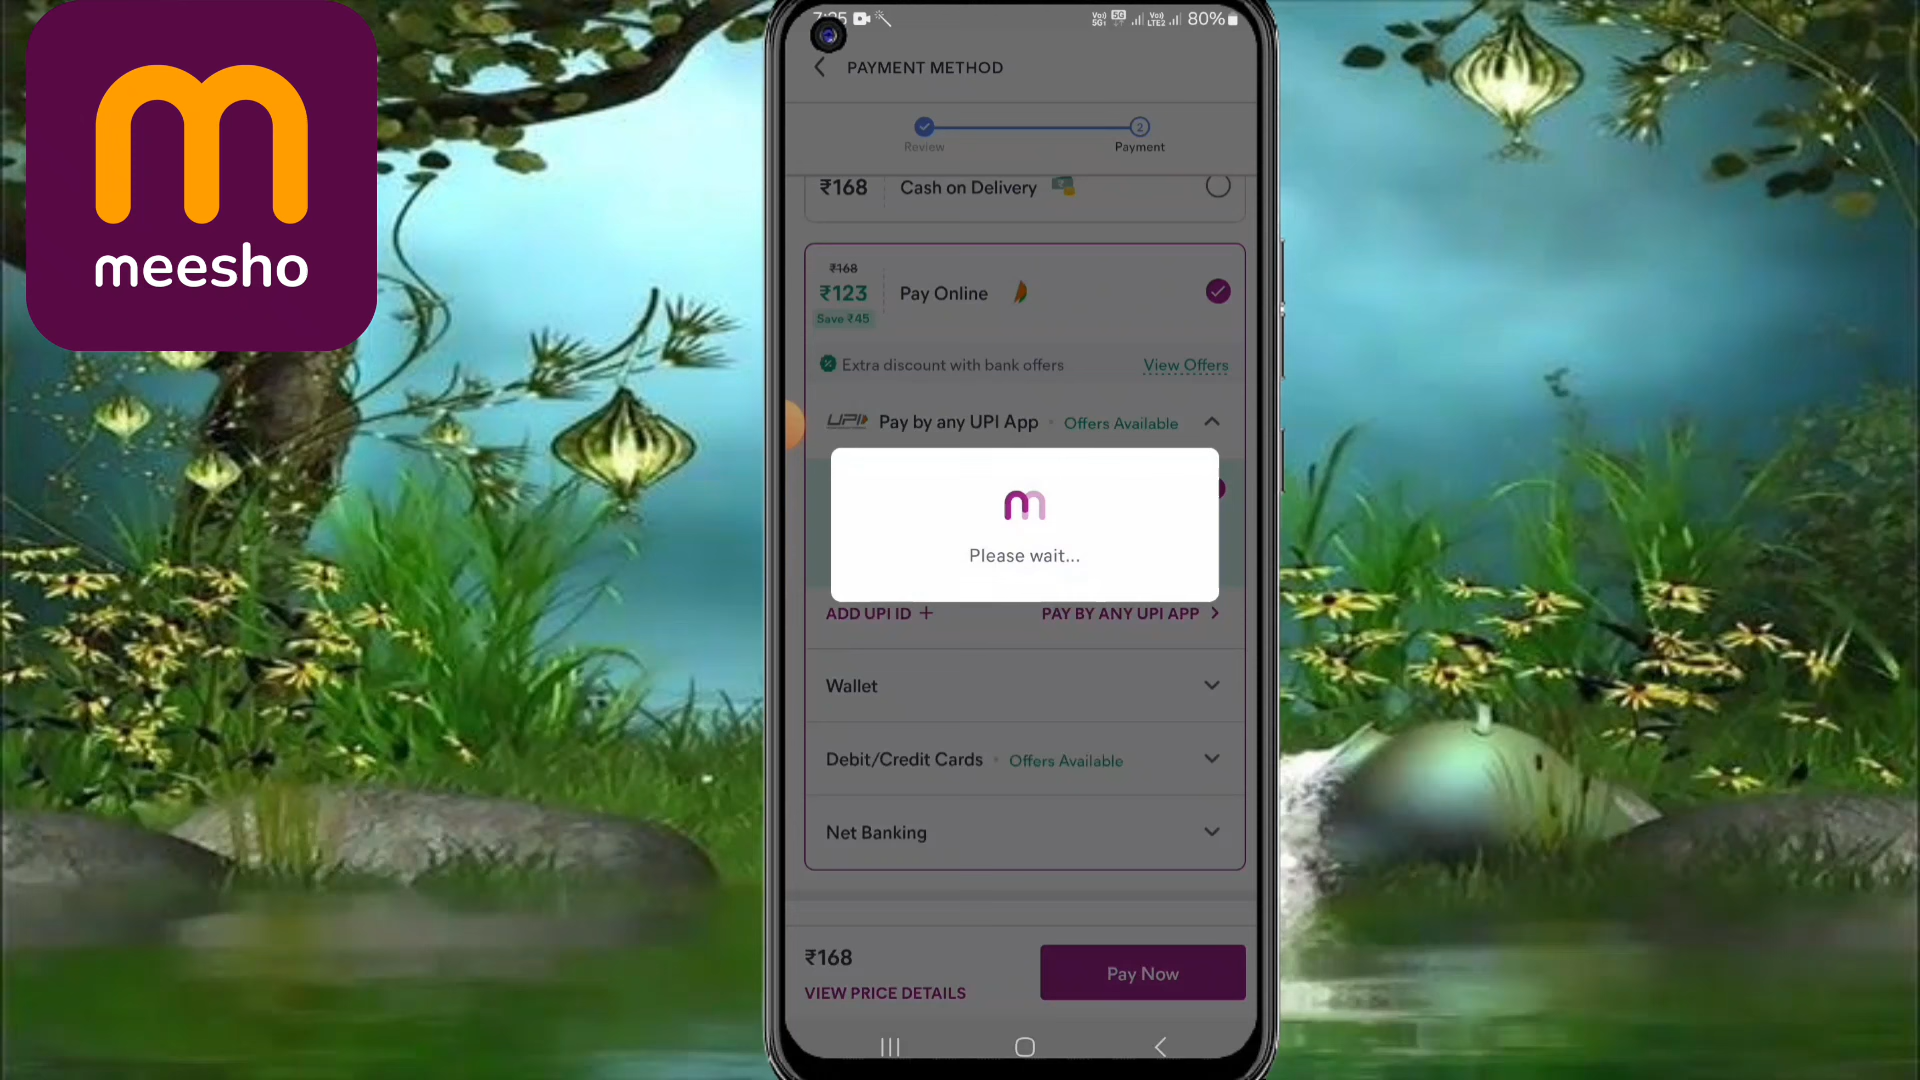 meesho
80%
PAYMENT METHOD
2
Review
Payment
₹168 Cash on Delivery
₹168
₹123
Save ₹45
Pay Online
Extra discount with bank offers View Offers
UPI Pay by any UPI App • Offers Available
Please wait...
ADD UPI ID + PAY BY ANY UPI APP
Wallet
Debit/Credit Cards • Offers Available
Net Banking
₹168
VIEW PRICE DETAILS
Pay Now